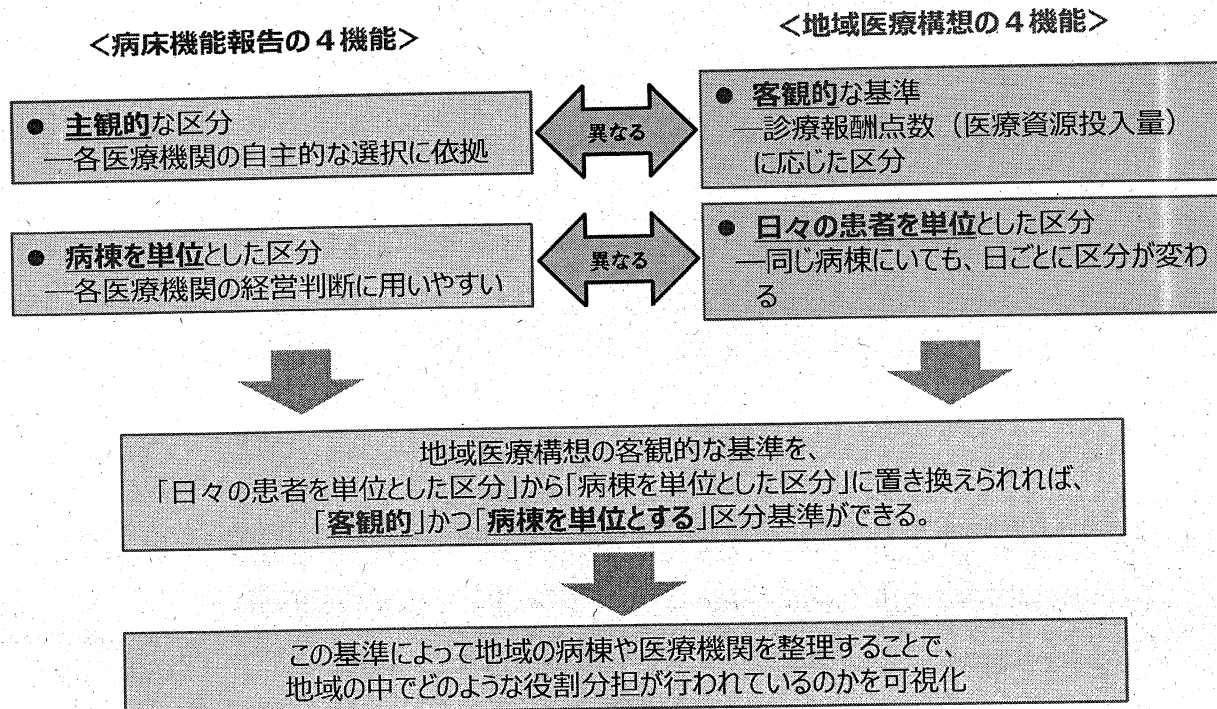 ＜病床機能報告の４機能＞
＜地域医療構想の４機能＞
● 主観的な区分
―各医療機関の自主的な選択に依拠
異なる
● 客観的な基準
―診療報酬点数（医療資源投入量）
に応じた区分
● 病棟を単位とした区分
―各医療機関の経営判断に用いやすい
異なる
● 日々の患者を単位とした区分
―同じ病棟にいても、日ごとに区分が変わ
る
地域医療構想の客観的な基準を、
「日々の患者を単位とした区分」から「病棟を単位とした区分」に置き換えられれば、
「客観的」かつ「病棟を単位とする」区分基準ができる。
この基準によって地域の病棟や医療機関を整理することで、
地域の中でどのような役割分担が行われているのかを可視化